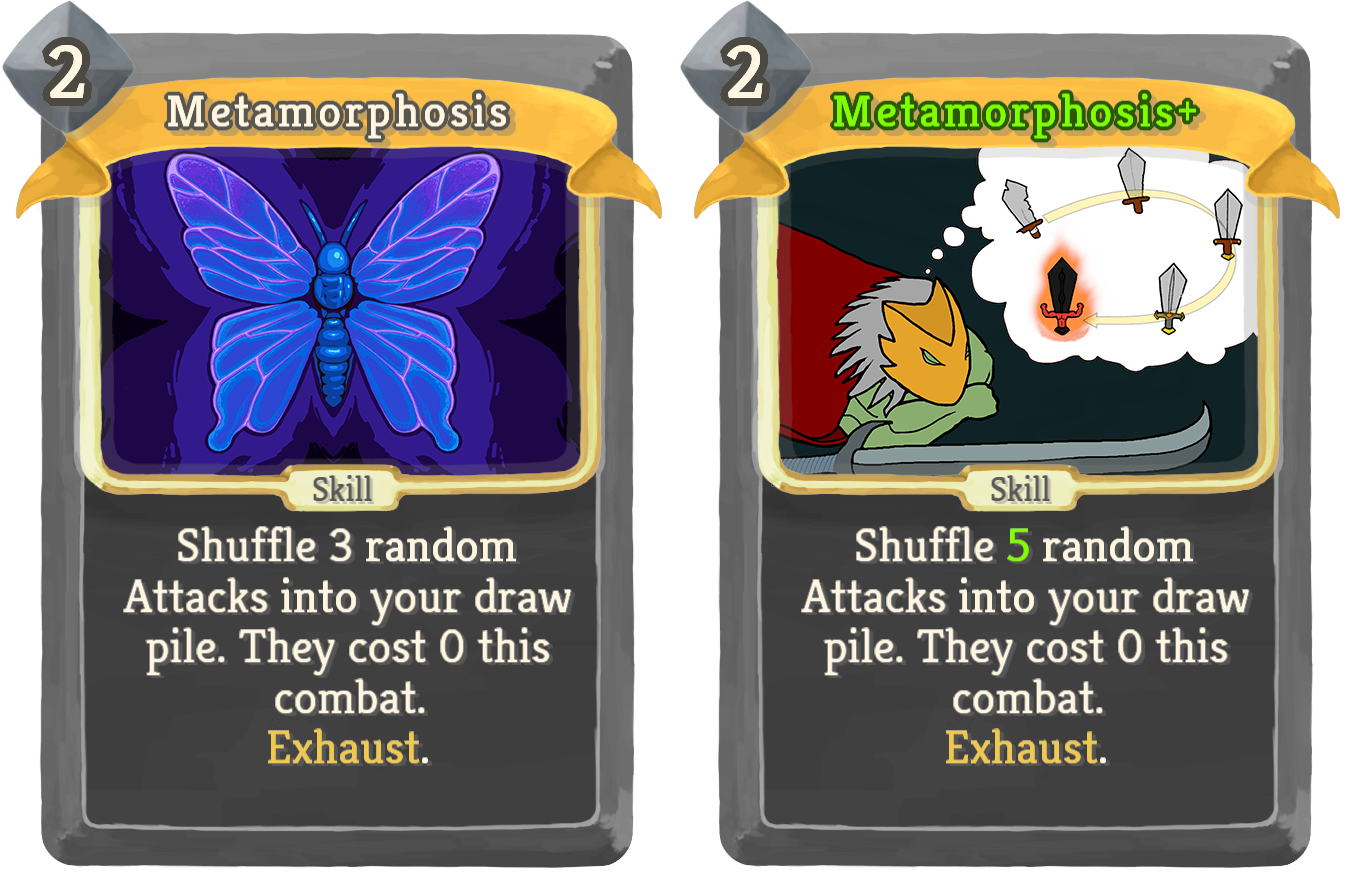 2
Metamorphosis
Skill
Shuffle 3 random
Attacks into your draw
pile. They cost 0 this
combat.
Exhaust.
2
Metamorphosis+
Skill
Shuffle 5 random
Attacks into your draw
pile. They cost 0 this
combat.
Exhaust.